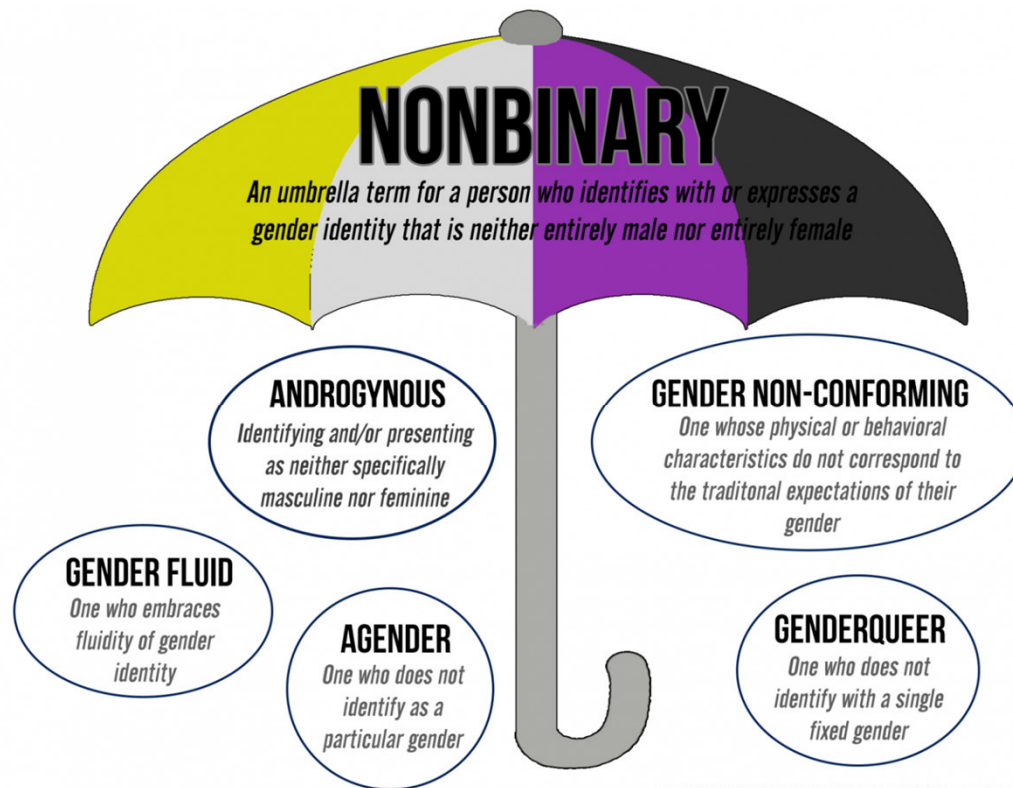 NONBINARY
An umbrella term for a person who identifies with or expresses a
gender identity that is neither entirely male nor entirely female
ANDROGYNOUS
Identifying and/or presenting
as neither specifically
masculine nor feminine
GENDER NON-CONFORMING
One whose physical or behavioral
characteristics do not correspond to
the traditonal expectations of their
gender
GENDER FLUID
One who embraces
fluidity of gender
identity
AGENDER
One who does not
identify as a
particular gender
GENDERQUEER
One who does not
identify with a single
fixed gender